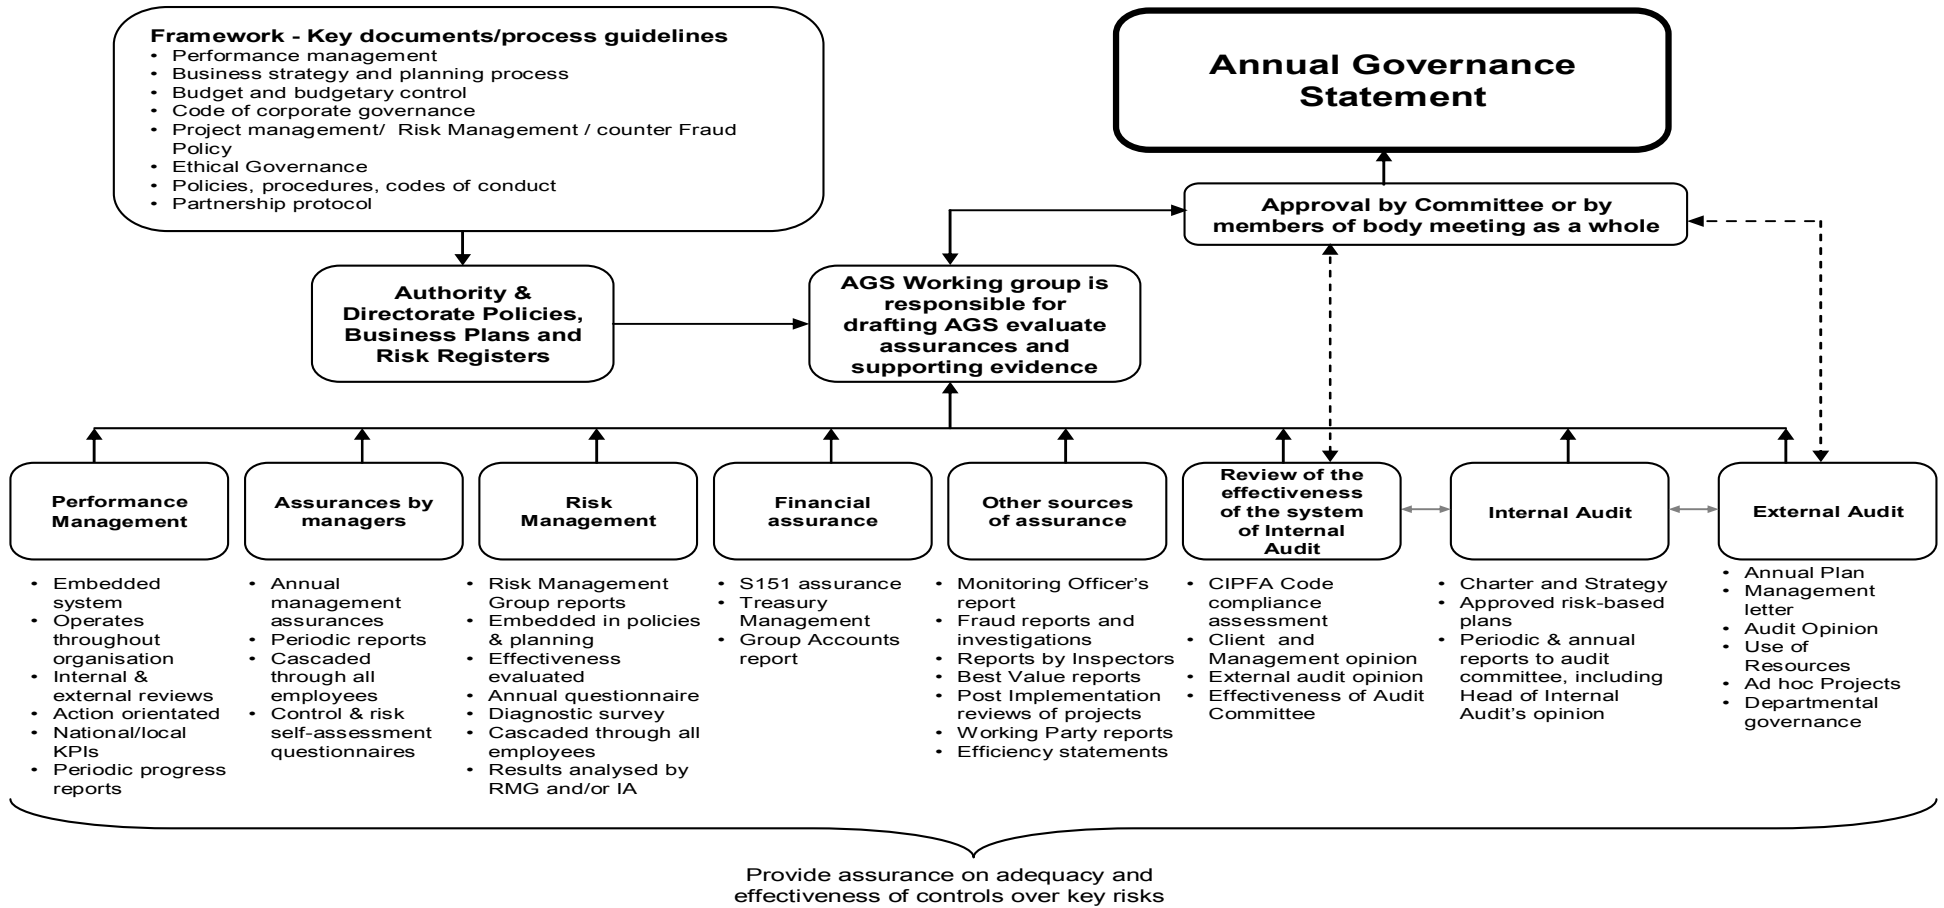 Framework - Key documents/process guidelines
• Performance management
• Business strategy and planning process
• Budget and budgetary control
• Code of corporate governance
• Project management/ Risk Management / counter Fraud
Policy
• Ethical Governance
• Policies, procedures, codes of conduct
• Partnership protocol
Annual Governance
Statement
Approval by Committee or by
members of body meeting as a whole
Authority &
Directorate Policies,
Business Plans and
Risk Registers
AGS Working group is
responsible for
drafting AGS evaluate
assurances and
supporting evidence
Performance
Management
• Embedded
system
• Operates
throughout
organisation
• Internal &
external reviews
• Action orientated
• National/local
KPIs
• Periodic progress
reports
Assurances by
managers
• Annual
management
assurances
• Periodic reports
• Cascaded
through all
employees
• Control & risk
self-assessment
questionnaires
Risk
Management
• Risk Management
Group reports
• Embedded in policies
& planning
• Effectiveness
evaluated
• Annual questionnaire
• Diagnostic survey
• Cascaded through all
employees
• Results analysed by
RMG and/or IA
Financial
assurance
• S151 assurance
• Treasury
Management
• Group Accounts
report
Other sources
of assurance
• Monitoring Officer's
report
• Fraud reports and
investigations
• Reports by Inspectors
• Best Value reports
• Post Implementation
reviews of projects
• Working Party reports
• Efficiency statements
Review of the
effectiveness
of the system
of Internal
Audit
• CIPFA Code
compliance
assessment
• Client and
Management opinion
• External audit opinion
• Effectiveness of Audit
Committee
Internal Audit
• Charter and Strategy
• Approved risk-based
plans
• Periodic & annual
reports to audit
committee, including
Head of Internal
Audit's opinion
External Audit
• Annual Plan
• Management
letter
• Audit Opinion
• Use of
Resources
• Ad hoc Projects
• Departmental
governance
Provide assurance on adequacy and
effectiveness of controls over key risks